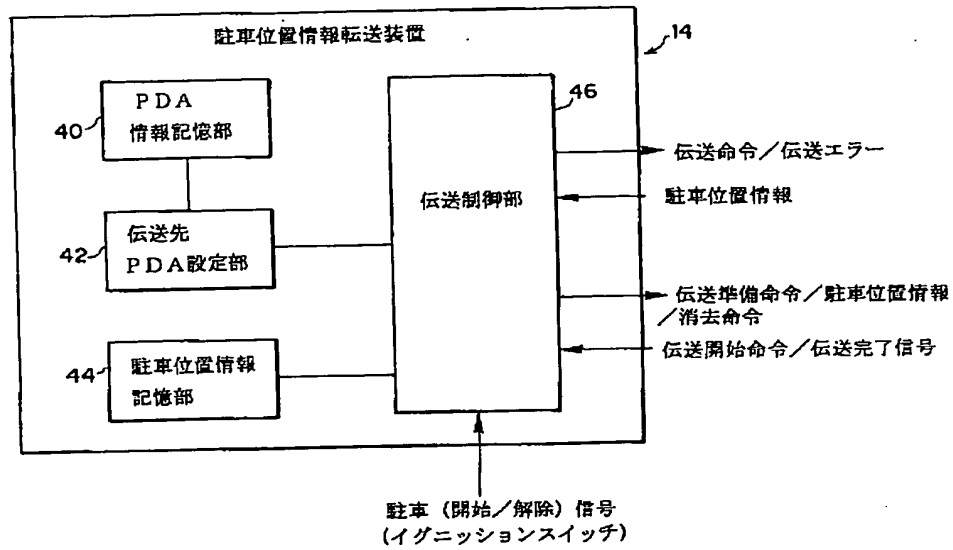 駐車位置情報転送装置
14
PDA
情報記憶部
40
46
伝送命令/伝送エラー
伝送制御部
駐車位置情報
伝送先
PDA設定部
42
伝送準備命令/駐車位置情報
/消去命令
伝送開始命令/伝送完了信号
44
駐車位置情報
記憶部
駐車(開始/解除)信号
(イグニッションスイッチ)